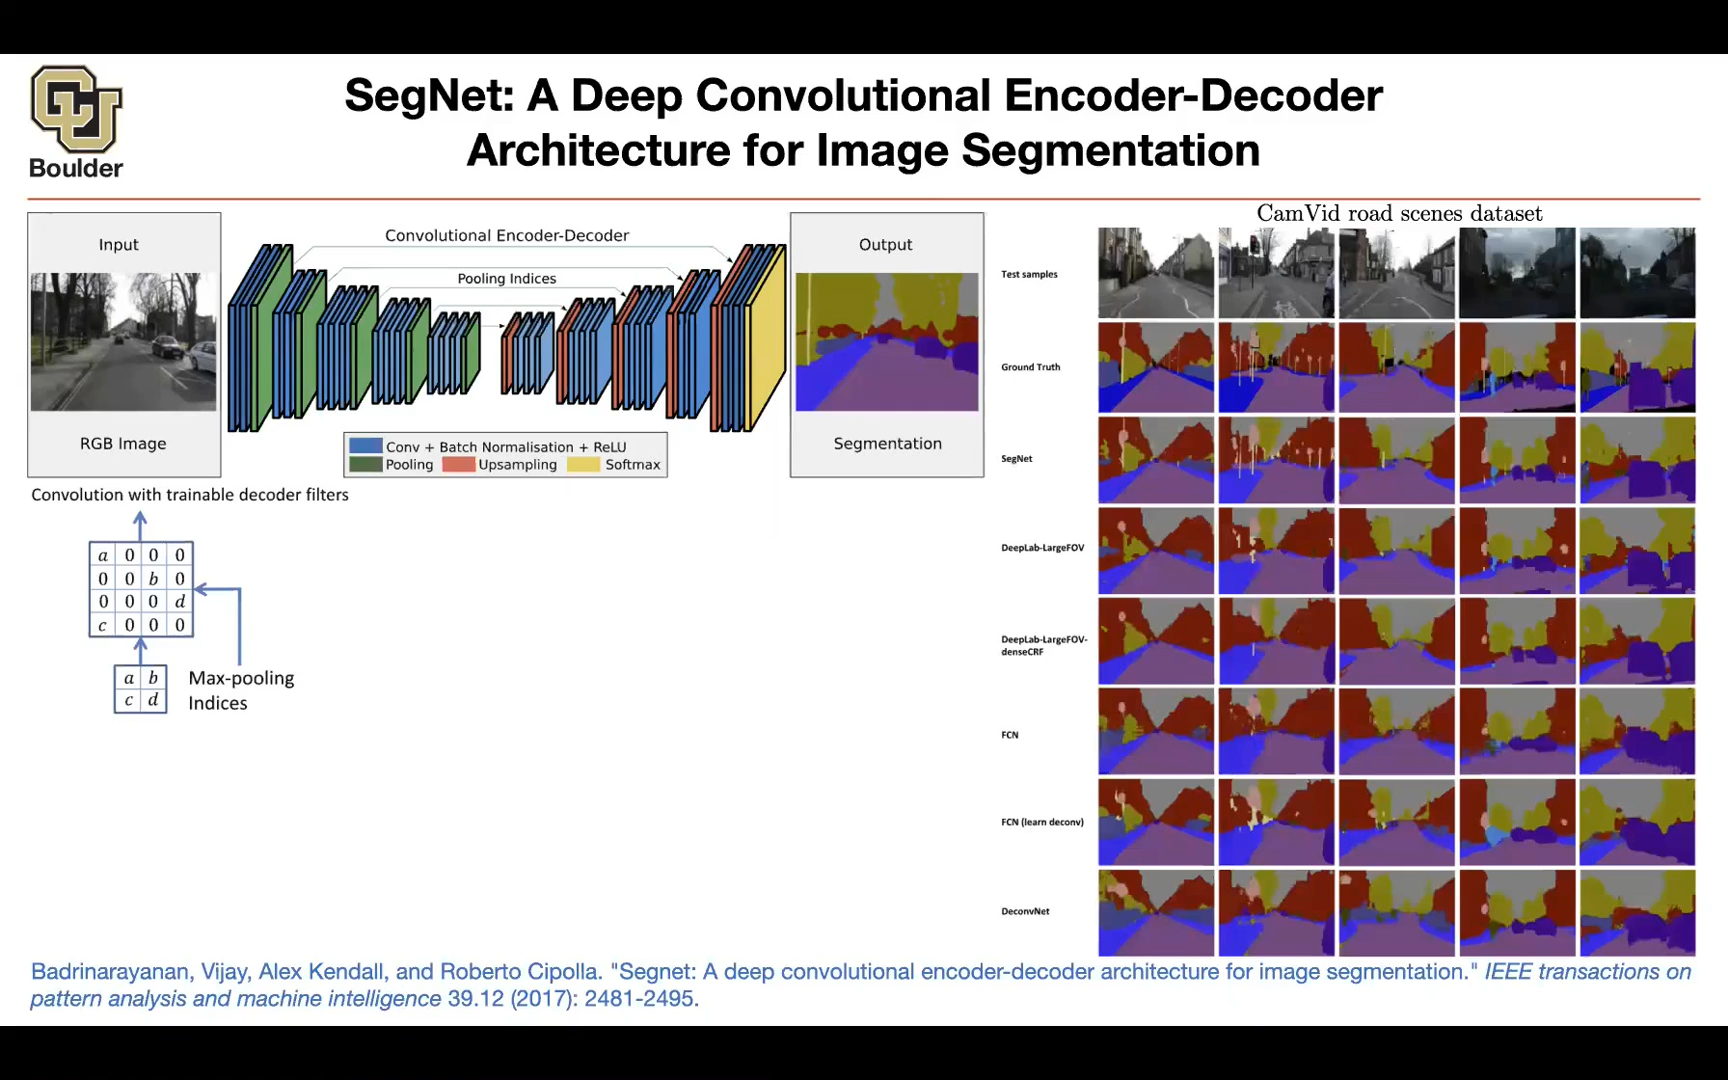 SegNet: A Deep Convolutional Encoder-Decoder
Architecture for Image Segmentation
Boulder
Input
RGB Image
Convolutional Encoder-Decoder
Pooling Indices
Conv + Batch Normalisation + ReLU
Pooling Upsampling Softmax
Output
Segmentation
Convolution with trainable decoder filters
a 0 0 0
0 0 b 0
0 0 0 d
c 0 0 0
a b
c d
Max-pooling
Indices
CamVid road scenes dataset
Test samples
Ground Truth
SegNet
DeepLab-LargeFOV
DeepLab-LargeFOV-
denseCRF
FCN
FCN (learn deconv)
DeconvNet
Badrinarayanan, Vijay, Alex Kendall, and Roberto Cipolla. "Segnet: A deep convolutional encoder-decoder architecture for image segmentation." IEEE transactions on
pattern analysis and machine intelligence 39.12 (2017): 2481-2495.